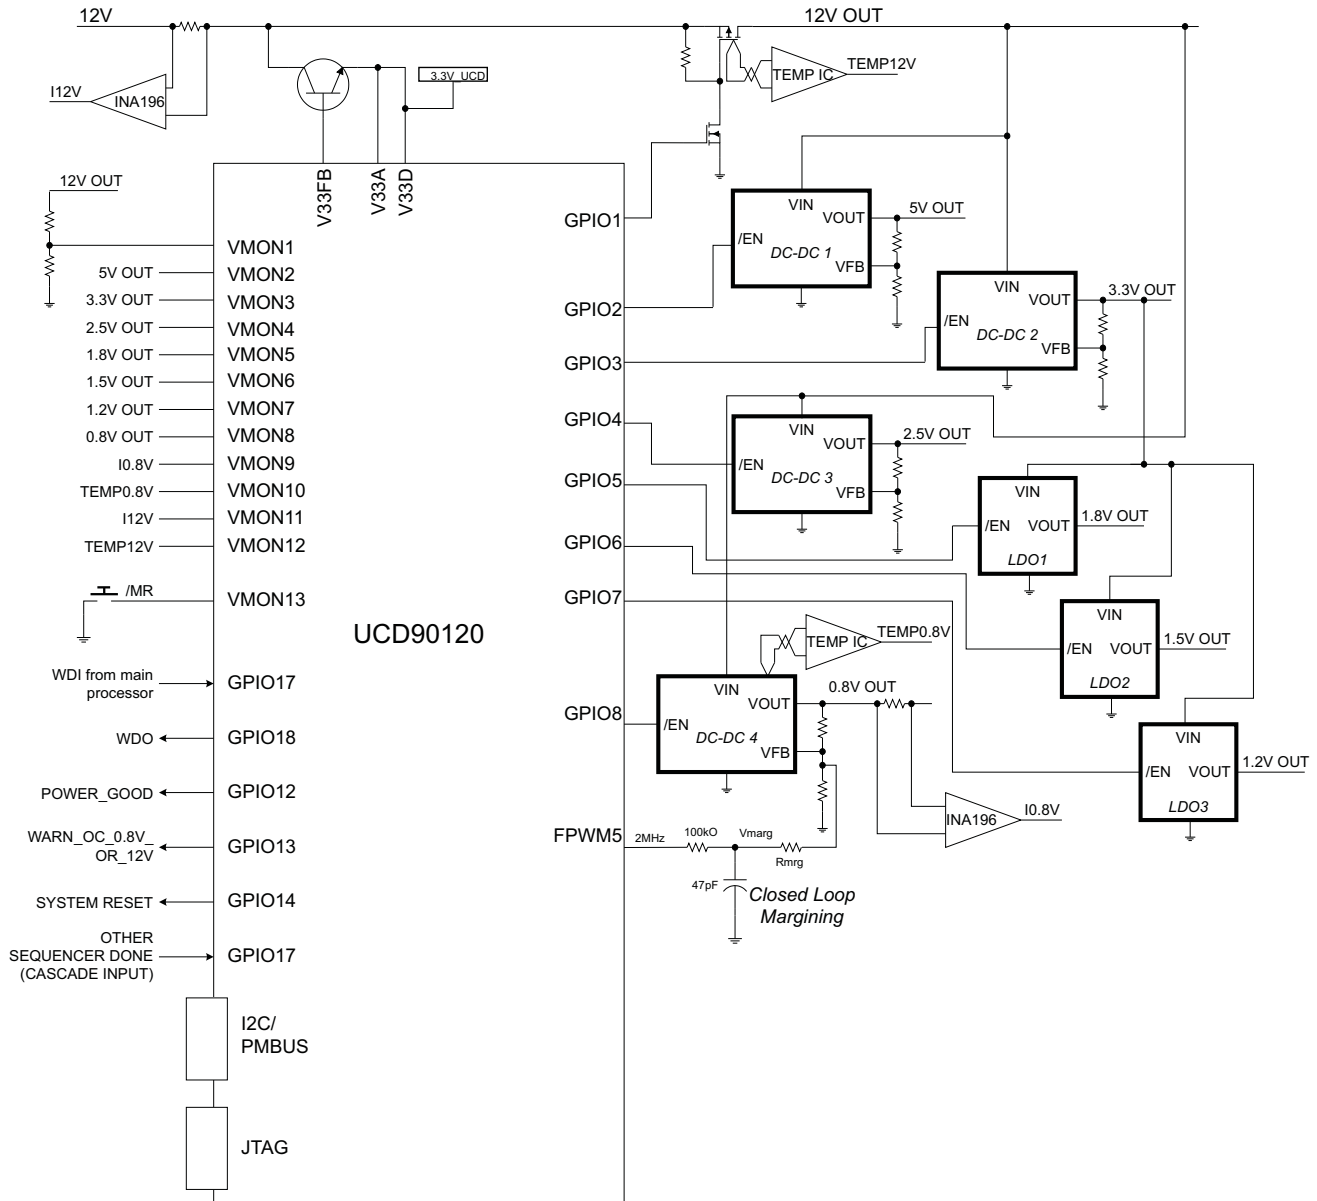 12V
12V OUT
TEMP IC
TEMP12V
3.3V_UCD
I12V
INA196
V33FB
V33A
V33D
12V OUT
VMON1
5V OUT
VMON2
3.3V OUT
VMON3
2.5V OUT
VMON4
1.8V OUT
VMON5
1.5V OUT
VMON6
1.2V OUT
VMON7
0.8V OUT
VMON8
I0.8V
VMON9
TEMP0.8V
VMON10
I12V
VMON11
TEMP12V
VMON12
/MR
VMON13
UCD90120
WDI from main
processor
GPIO17
WDO
GPIO18
POWER_GOOD
GPIO12
WARN_OC_0.8V_
OR_12V
GPIO13
SYSTEM RESET
GPIO14
OTHER
SEQUENCER DONE
(CASCADE INPUT)
GPIO17
I2C/
PMBUS
JTAG
GPIO1
GPIO2
GPIO3
GPIO4
GPIO5
GPIO6
GPIO7
GPIO8
FPWM5
VIN
VOUT
/EN
DC-DC 1
VFB
5V OUT
VIN
VOUT
/EN
DC-DC 2
VFB
3.3V OUT
VIN
VOUT
/EN
DC-DC 3
VFB
2.5V OUT
VIN
/EN
VOUT
LDO1
1.8V OUT
VIN
/EN
VOUT
LDO2
1.5V OUT
VIN
/EN
VOUT
LDO3
1.2V OUT
TEMP IC
TEMP0.8V
VIN
VOUT
/EN
DC-DC 4
VFB
0.8V OUT
INA196
I0.8V
2MHz
100kO
Vmarg
Rmrg
47pF
Closed Loop
Margining